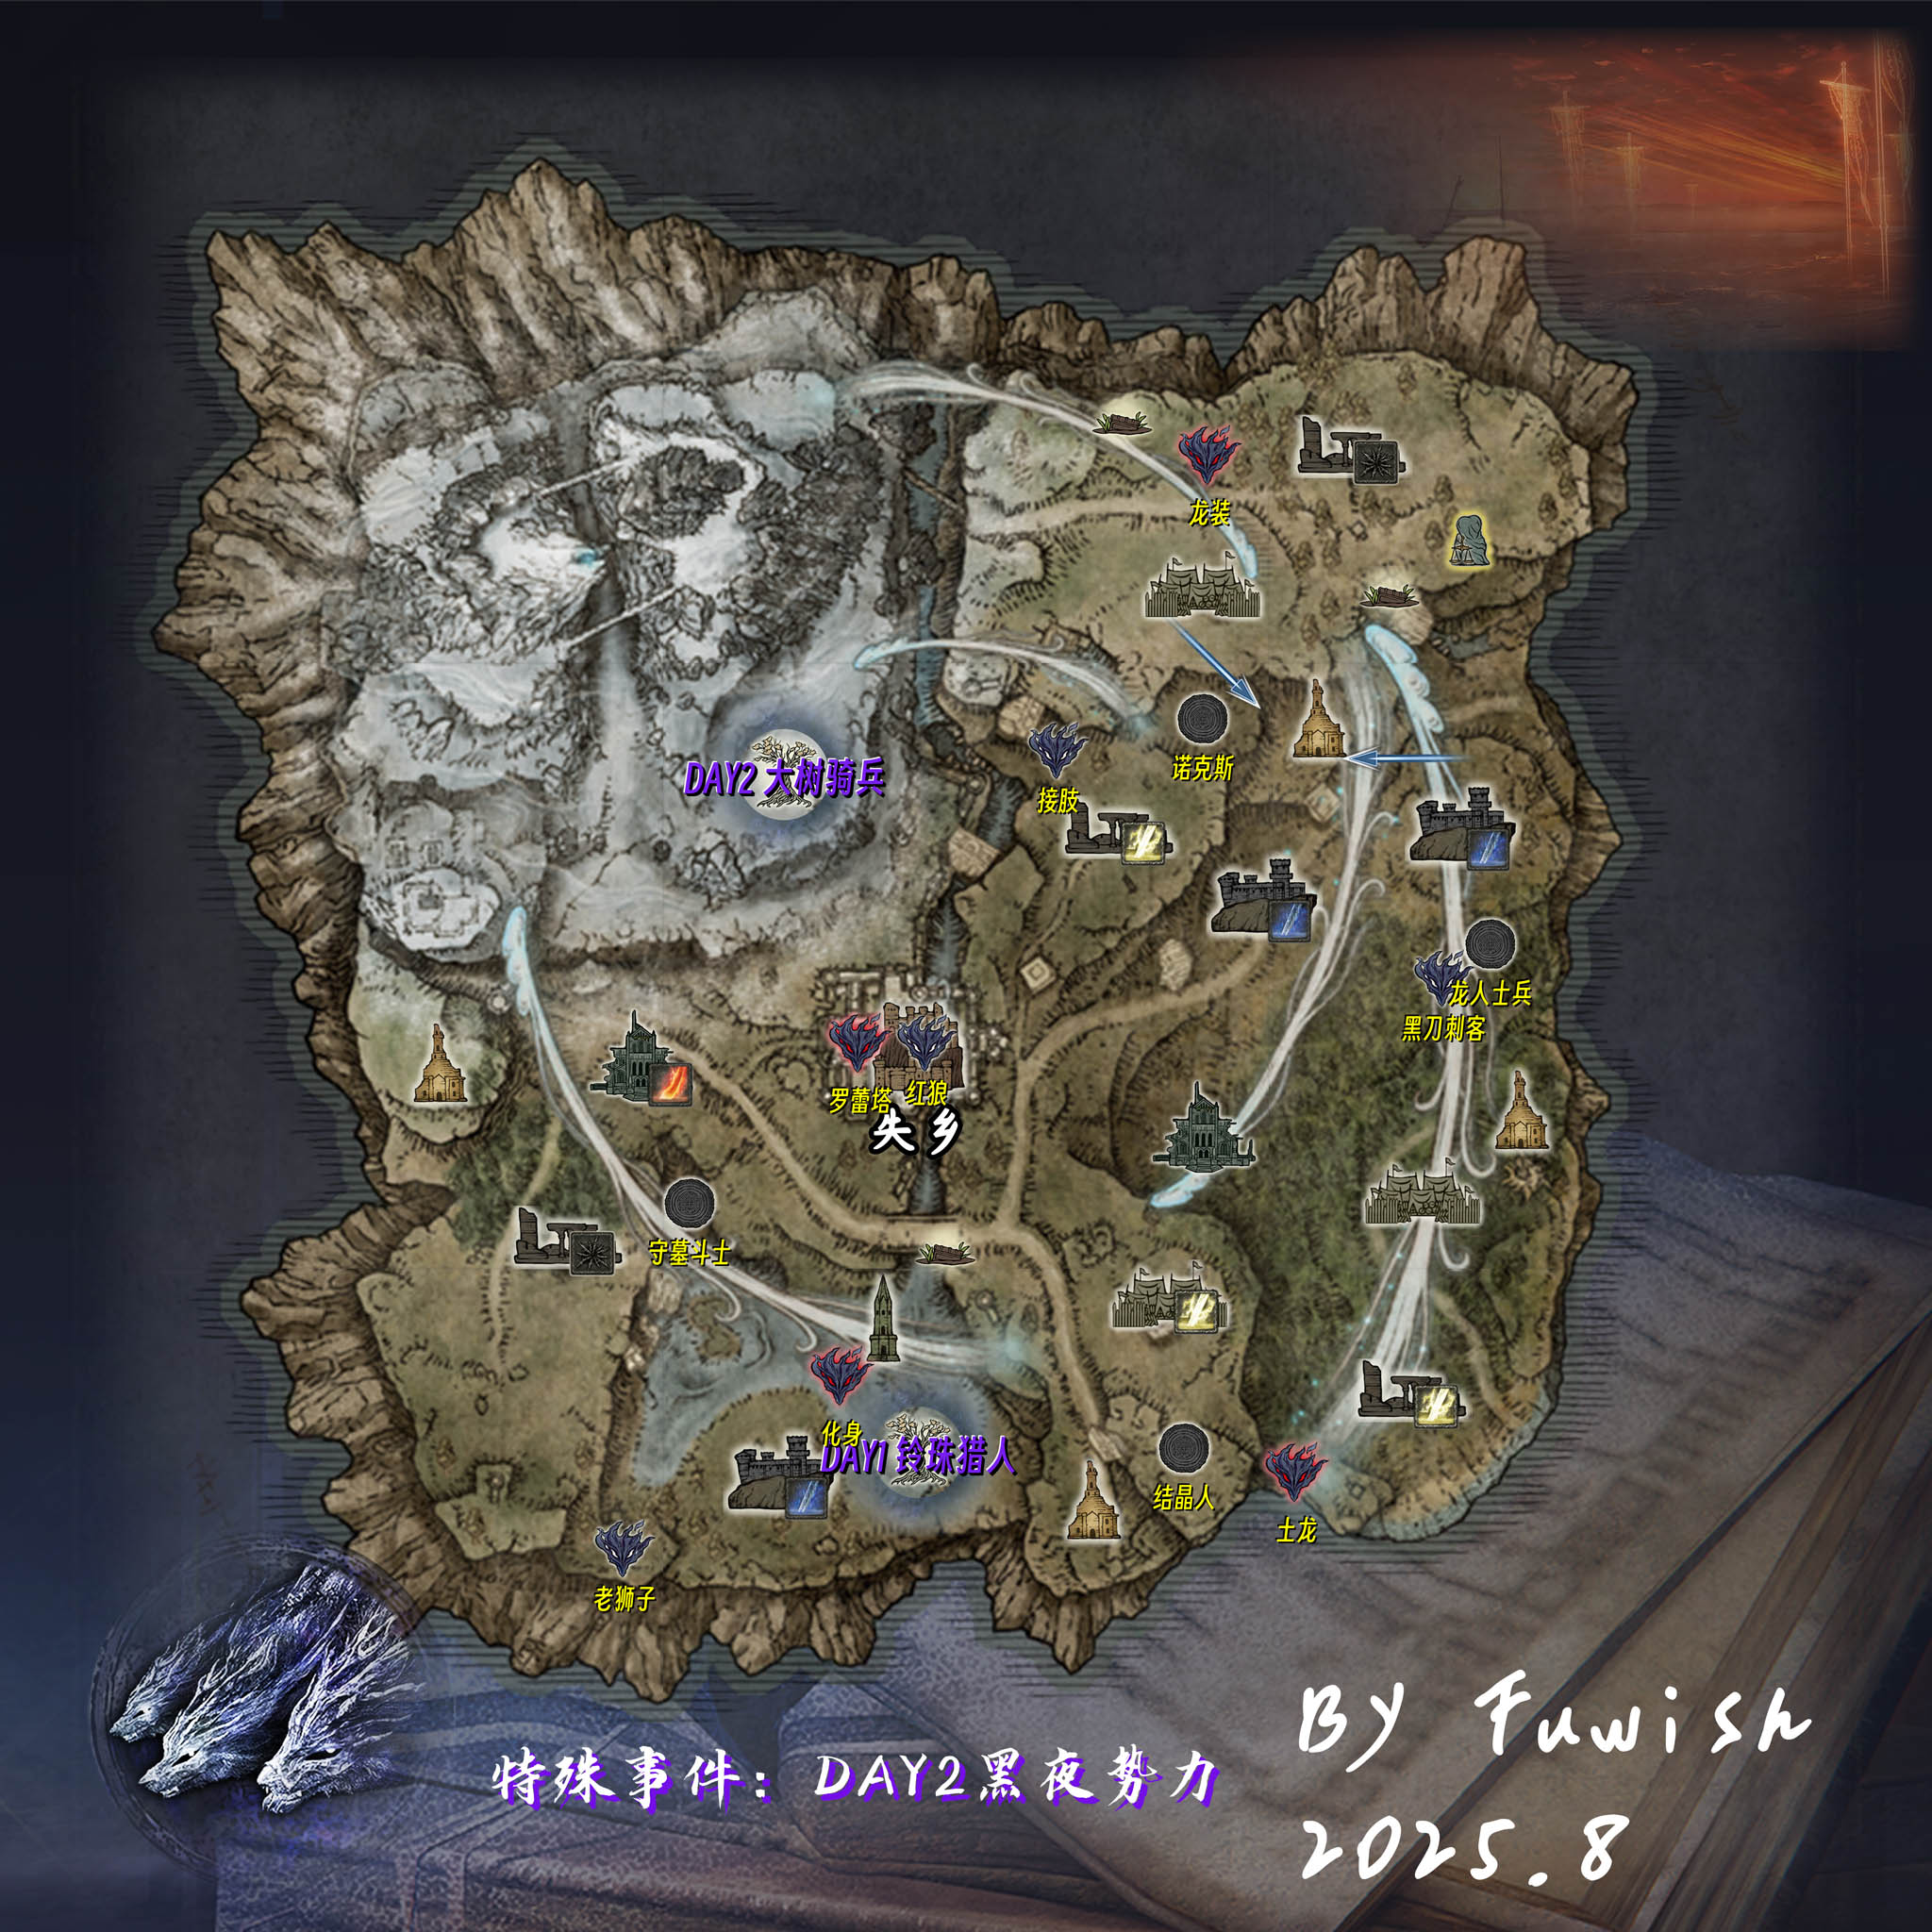 龙装
诺克斯
DAY2 大树骑兵
接肢
龙人士兵
黑刀刺客
罗蕾塔
红狼
失乡
守墓斗士
化身
DAY1 铃珠猎人
结晶人
土龙
老狮子
BY Fuwish
特殊事件：DAY2黑夜势力
2025.8